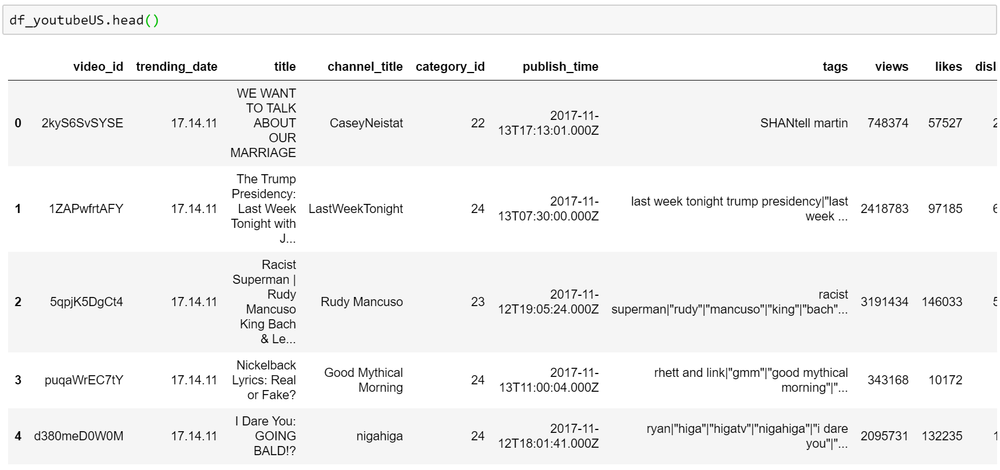 df_youtubeUS.head()
video_id trending_date title channel_title category_id publish_time tags views likes disl
WE WANT
TO TALK
0 2kyS6SvSYSE 17.14.11 ABOUT CaseyNeistat 22 2017-11- SHANtell martin 748374 57527 2
13T17:13:01.000Z
OUR
MARRIAGE
The Trump
Presidency:
1 1ZAPwfrtAFY 17.14.11 Last Week LastWeekTonight 24 2017-11- last week tonight trump presidency|"last 2418783 97185 6
13T07:30:00.000Z week ...
Tonight with
J...
Racist
Superman |
Rudy
2 5qpjK5DgCt4 17.14.11 Mancuso Rudy Mancuso 23 2017-11- racist 3191434 146033 5
12T19:05:24.000Z superman|"rudy"|"mancuso"|"king"|"bach"...
King Bach
& Le...
Nickelback
3 puqaWrEC7tY 17.14.11 Lyrics: Real Good Mythical 24 2017-11- rhett and link|"gmm"|"good mythical 343168 10172
Morning 13T11:00:04.000Z morning"|"...
or Fake?
I Dare You:
4 d380meD0W0M 17.14.11 GOING nigahiga 24 2017-11- ryan|"higa"|"higatv"|"nigahiga"|"i dare 2095731 132235 1
12T18:01:41.000Z you"|"...
BALD!?